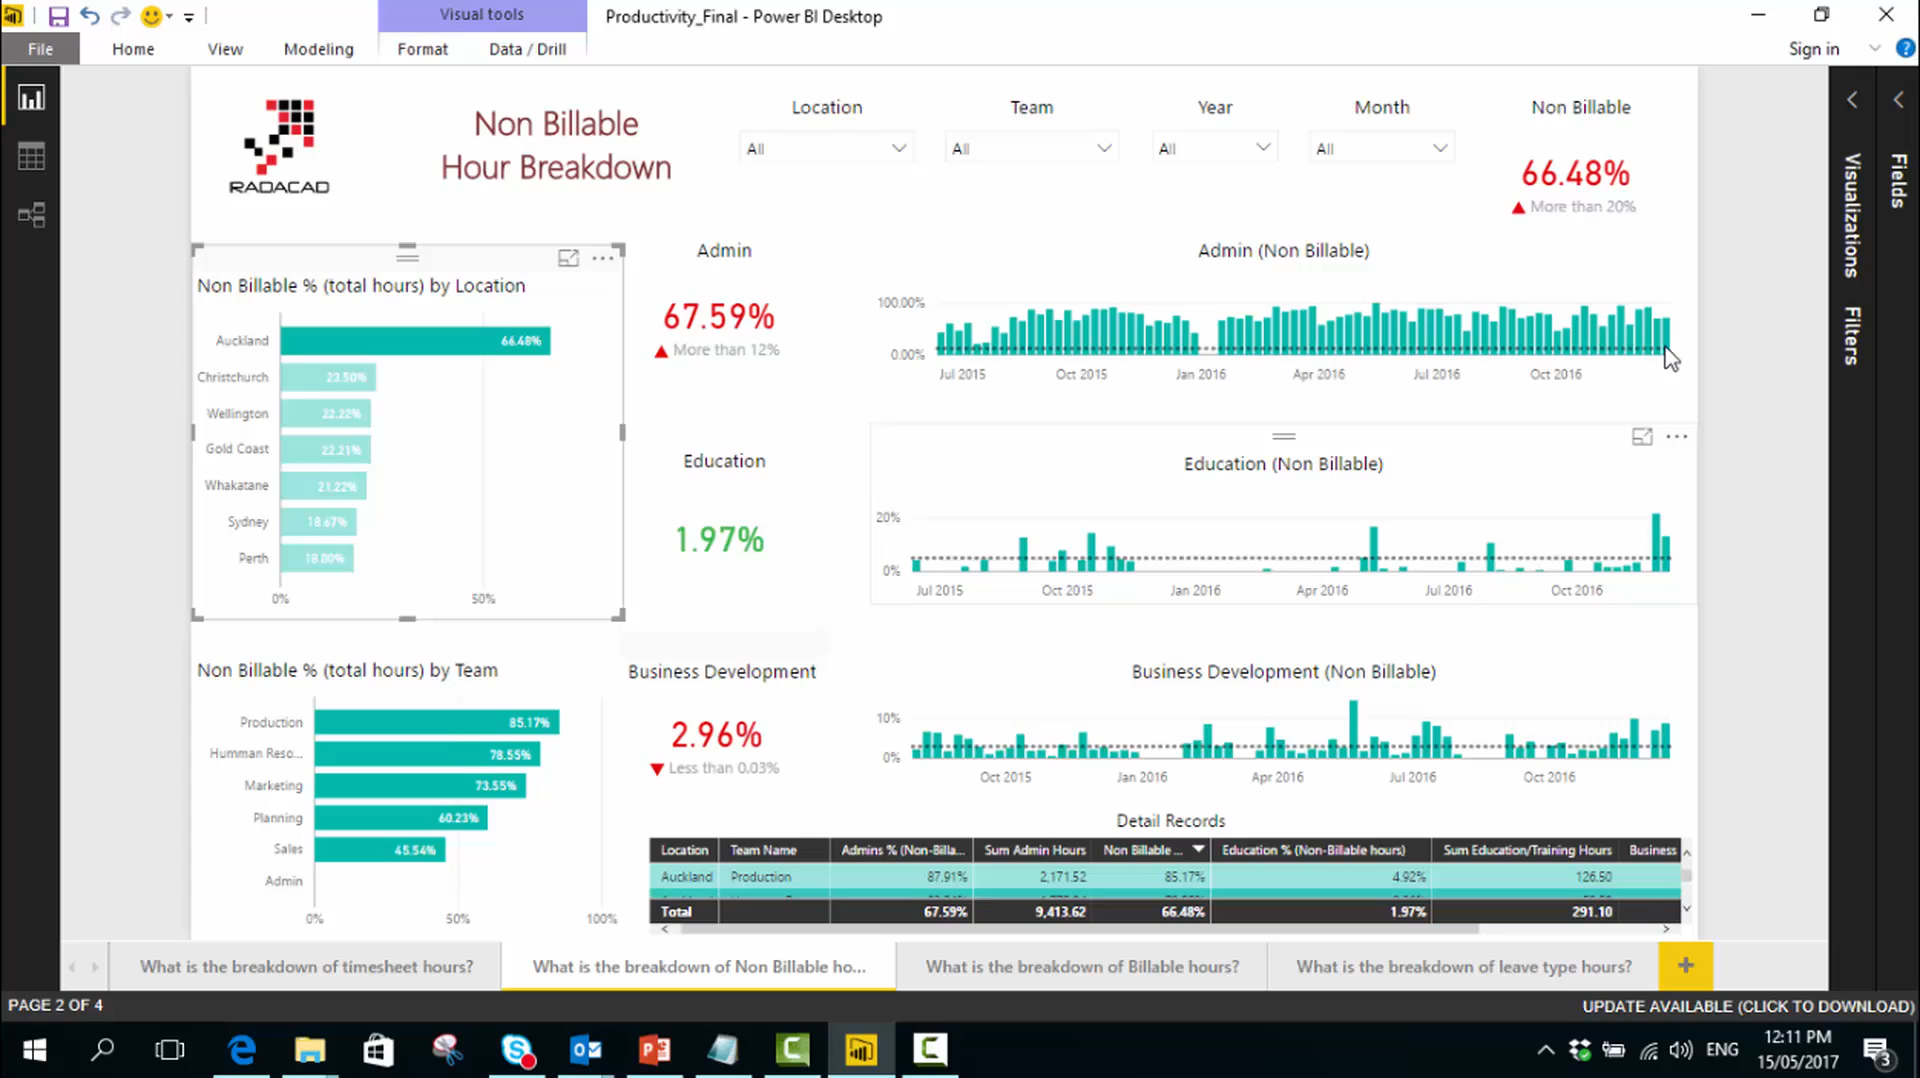 Visual tools
Productivity_Final - Power BI Desktop
File
Home
View
Modeling
Format
Data / Drill
Sign in
?
RADACAD
Non Billable
Hour Breakdown
Location
All
Team
All
Year
All
Month
All
Non Billable
66.48%
More than 20%
Visualizations
Filters
Fields
Non Billable % (total hours) by Location
Auckland
66.48%
Christchurch
23.50%
Wellington
22.22%
Gold Coast
22.21%
Whakatane
21.22%
Sydney
18.67%
Perth
18.00%
0%
50%
Admin
67.59%
More than 12%
Admin (Non Billable)
100.00%
0.00%
Jul 2015
Oct 2015
Jan 2016
Apr 2016
Jul 2016
Oct 2016
Education
1.97%
Education (Non Billable)
20%
0%
Jul 2015
Oct 2015
Jan 2016
Apr 2016
Jul 2016
Oct 2016
Non Billable % (total hours) by Team
Production
85.17%
Humman Reso...
78.55%
Marketing
73.55%
Planning
60.23%
Sales
45.54%
Admin
0%
50%
100%
Business Development
2.96%
Less than 0.03%
Business Development (Non Billable)
10%
0%
Oct 2015
Jan 2016
Apr 2016
Jul 2016
Oct 2016
Detail Records
Location Team Name Admins % (Non-Billa... Sum Admin Hours Non Billable ... Education % (Non-Billable hours) Sum Education/Training Hours Business
Auckland Production 87.91% 2,171.52 85.17% 4.92% 126.50
Total 67.59% 9,413.62 66.48% 1.97% 291.10
What is the breakdown of timesheet hours?
What is the breakdown of Non Billable ho...
What is the breakdown of Billable hours?
What is the breakdown of leave type hours?
PAGE 2 OF 4
UPDATE AVAILABLE (CLICK TO DOWNLOAD)
ENG
12:11 PM
15/05/2017
3